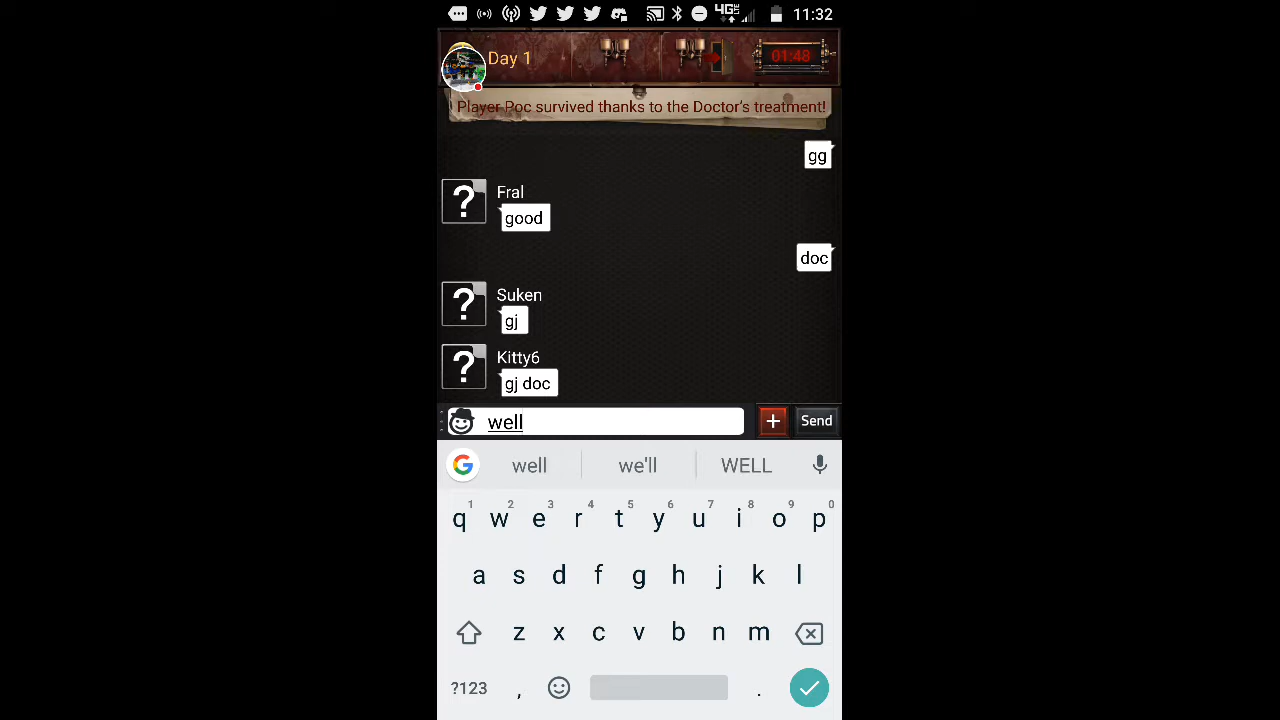 4G 11:32
Day 1
01:48
Player Poc survived thanks to the Doctor's treatment!
gg
Fral
good
doc
Suken
gj
Kitty6
gj doc
well + Send
G well we'll WELL
1 2 3 4 5 6 7 8 9 0
q w e r t y u i o p
a s d f g h j k l
z x c v b n m
?123 , .